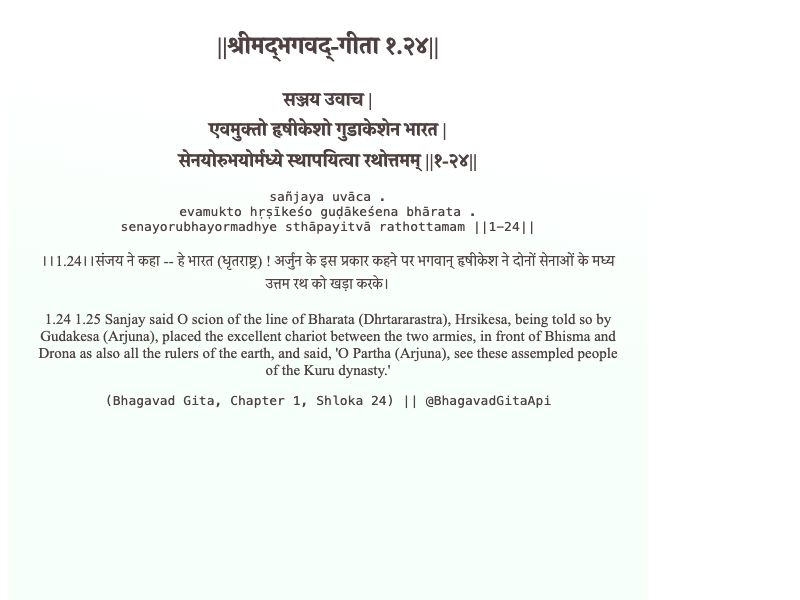 ||श्रीमद्‍भगवद्‍-गीता १.२४||
सञ्जय उवाच |
एवमुक्तो हृषीकेशो गुडाकेशेन भारत |
सेनयोरुभयोर्मध्ये स्थापयित्वा रथोत्तमम् ||१-२४||
sañjaya uvāca .
evamukto hṛṣīkeśo guḍākeśena bhārata .
senayorubhayormadhye sthāpayitvā rathottamam ||1-24||
।।1.24।।संजय ने कहा -- हे भारत (धृतराष्ट्र) ! अर्जुन के इस प्रकार कहने पर भगवान् हृषीकेश ने दोनों सेनाओं के मध्य
उत्तम रथ को खड़ा करके।
1.24 1.25 Sanjay said O scion of the line of Bharata (Dhrtararastra), Hrsikesa, being told so by
Gudakesa (Arjuna), placed the excellent chariot between the two armies, in front of Bhisma and
Drona as also all the rulers of the earth, and said, 'O Partha (Arjuna), see these assempled people
of the Kuru dynasty.'
(Bhagavad Gita, Chapter 1, Shloka 24) || @BhagavadGitaApi